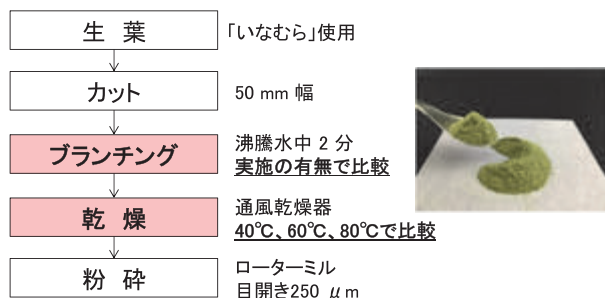 生 葉
「いなむら」使用
カット
50 mm 幅
ブランチング
沸騰水中 2 分
実施の有無で比較
乾 燥
通風乾燥器
40℃、60℃、80℃で比較
粉 砕
ローターミル
目開き250 μm